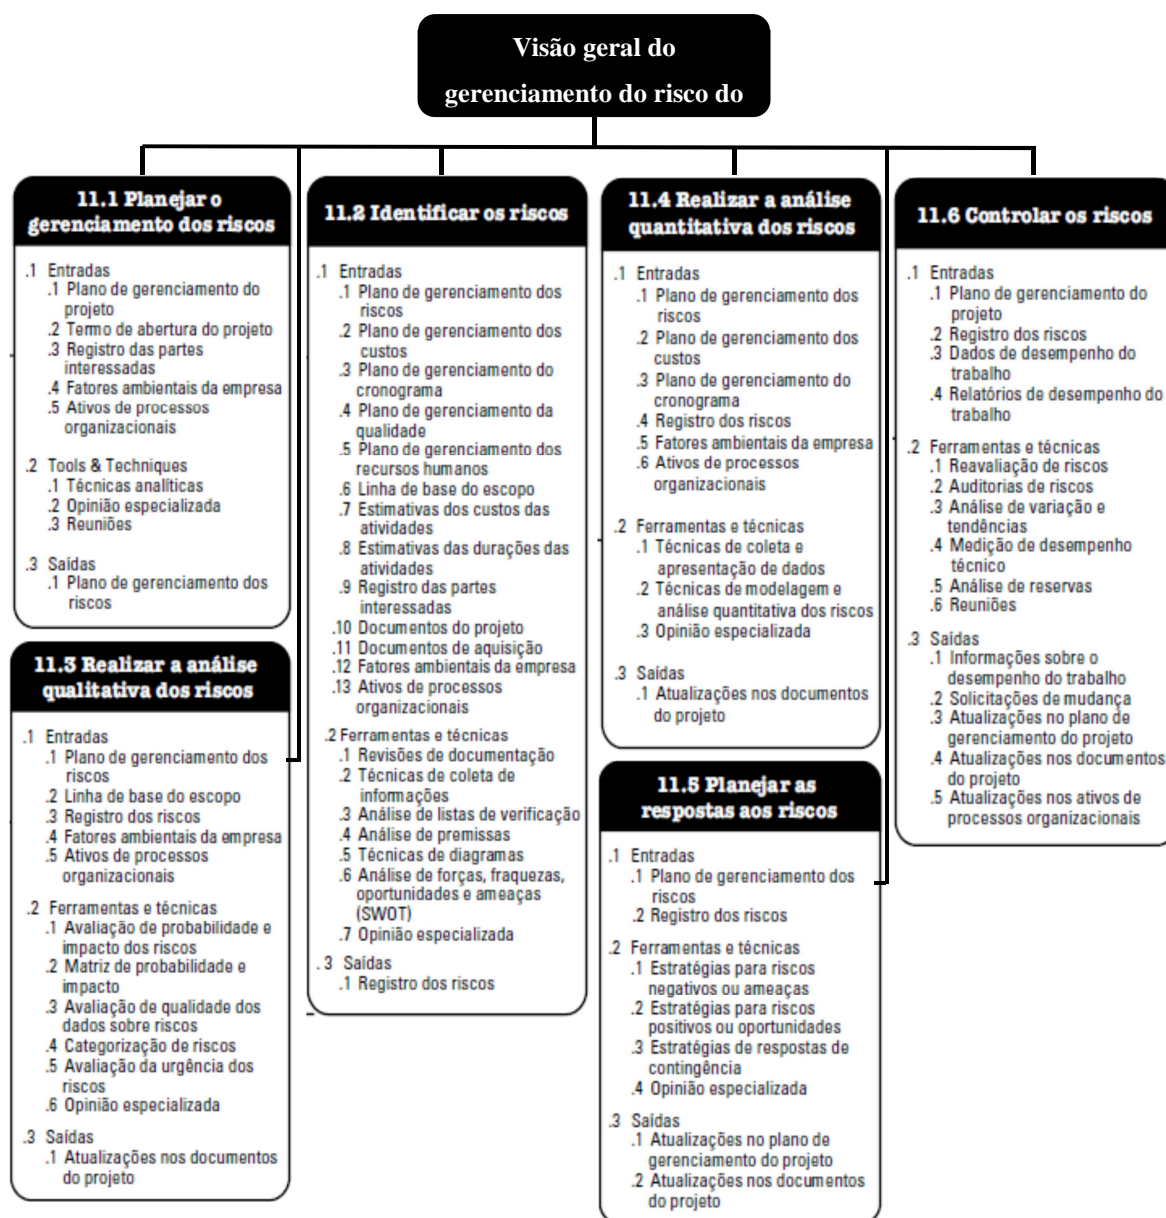 Visão geral do
gerenciamento do risco do
11.1 Planejar o
gerenciamento dos riscos
.1 Entradas
.1 Plano de gerenciamento do
projeto
.2 Termo de abertura do projeto
.3 Registro das partes
interessadas
.4 Fatores ambientais da empresa
.5 Ativos de processos
organizacionais
.2 Tools & Techniques
.1 Técnicas analíticas
.2 Opinião especializada
.3 Reuniões
.3 Saídas
.1 Plano de gerenciamento dos
riscos
11.2 Identificar os riscos
.1 Entradas
.1 Plano de gerenciamento dos
riscos
.2 Plano de gerenciamento dos
custos
.3 Plano de gerenciamento do
cronograma
.4 Plano de gerenciamento da
qualidade
.5 Plano de gerenciamento dos
recursos humanos
.6 Linha de base do escopo
.7 Estimativas dos custos das
atividades
.8 Estimativas das durações das
atividades
.9 Registro das partes
interessadas
.10 Documentos do projeto
.11 Documentos de aquisição
.12 Fatores ambientais da empresa
.13 Ativos de processos
organizacionais
.2 Ferramentas e técnicas
.1 Revisões de documentação
.2 Técnicas de coleta de
informações
.3 Análise de listas de verificação
.4 Análise de premissas
.5 Técnicas de diagramas
.6 Análise de forças, fraquezas,
oportunidades e ameaças
(SWOT)
.7 Opinião especializada
.3 Saídas
.1 Registro dos riscos
11.3 Realizar a análise
qualitativa dos riscos
.1 Entradas
.1 Plano de gerenciamento dos
riscos
.2 Linha de base do escopo
.3 Registro dos riscos
.4 Fatores ambientais da empresa
.5 Ativos de processos
organizacionais
.2 Ferramentas e técnicas
.1 Avaliação de probabilidade e
impacto dos riscos
.2 Matriz de probabilidade e
impacto
.3 Avaliação de qualidade dos
dados sobre riscos
.4 Categorização de riscos
.5 Avaliação da urgência dos
riscos
.6 Opinião especializada
.3 Saídas
.1 Atualizações nos documentos
do projeto
11.4 Realizar a análise
quantitativa dos riscos
.1 Entradas
.1 Plano de gerenciamento dos
riscos
.2 Plano de gerenciamento dos
custos
.3 Plano de gerenciamento do
cronograma
.4 Registro dos riscos
.5 Fatores ambientais da empresa
.6 Ativos de processos
organizacionais
.2 Ferramentas e técnicas
.1 Técnicas de coleta e
apresentação de dados
.2 Técnicas de modelagem e
análise quantitativa dos riscos
.3 Opinião especializada
.3 Saídas
.1 Atualizações nos documentos
do projeto
11.5 Planejar as
respostas aos riscos
.1 Entradas
.1 Plano de gerenciamento dos
riscos
.2 Registro dos riscos
.2 Ferramentas e técnicas
.1 Estratégias para riscos
negativos ou ameaças
.2 Estratégias para riscos
positivos ou oportunidades
.3 Estratégias de respostas de
contingência
.4 Opinião especializada
.3 Saídas
.1 Atualizações no plano de
gerenciamento do projeto
.2 Atualizações nos documentos
do projeto
11.6 Controlar os riscos
.1 Entradas
.1 Plano de gerenciamento do
projeto
.2 Registro dos riscos
.3 Dados de desempenho do
trabalho
.4 Relatórios de desempenho do
trabalho
.2 Ferramentas e técnicas
.1 Reavaliação de riscos
.2 Auditorias de riscos
.3 Análise de variação e
tendências
.4 Medição de desempenho
técnico
.5 Análise de reservas
.6 Reuniões
.3 Saídas
.1 Informações sobre o
desempenho do trabalho
.2 Solicitações de mudança
.3 Atualizações no plano de
gerenciamento do projeto
.4 Atualizações nos documentos
do projeto
.5 Atualizações nos ativos de
processos organizacionais